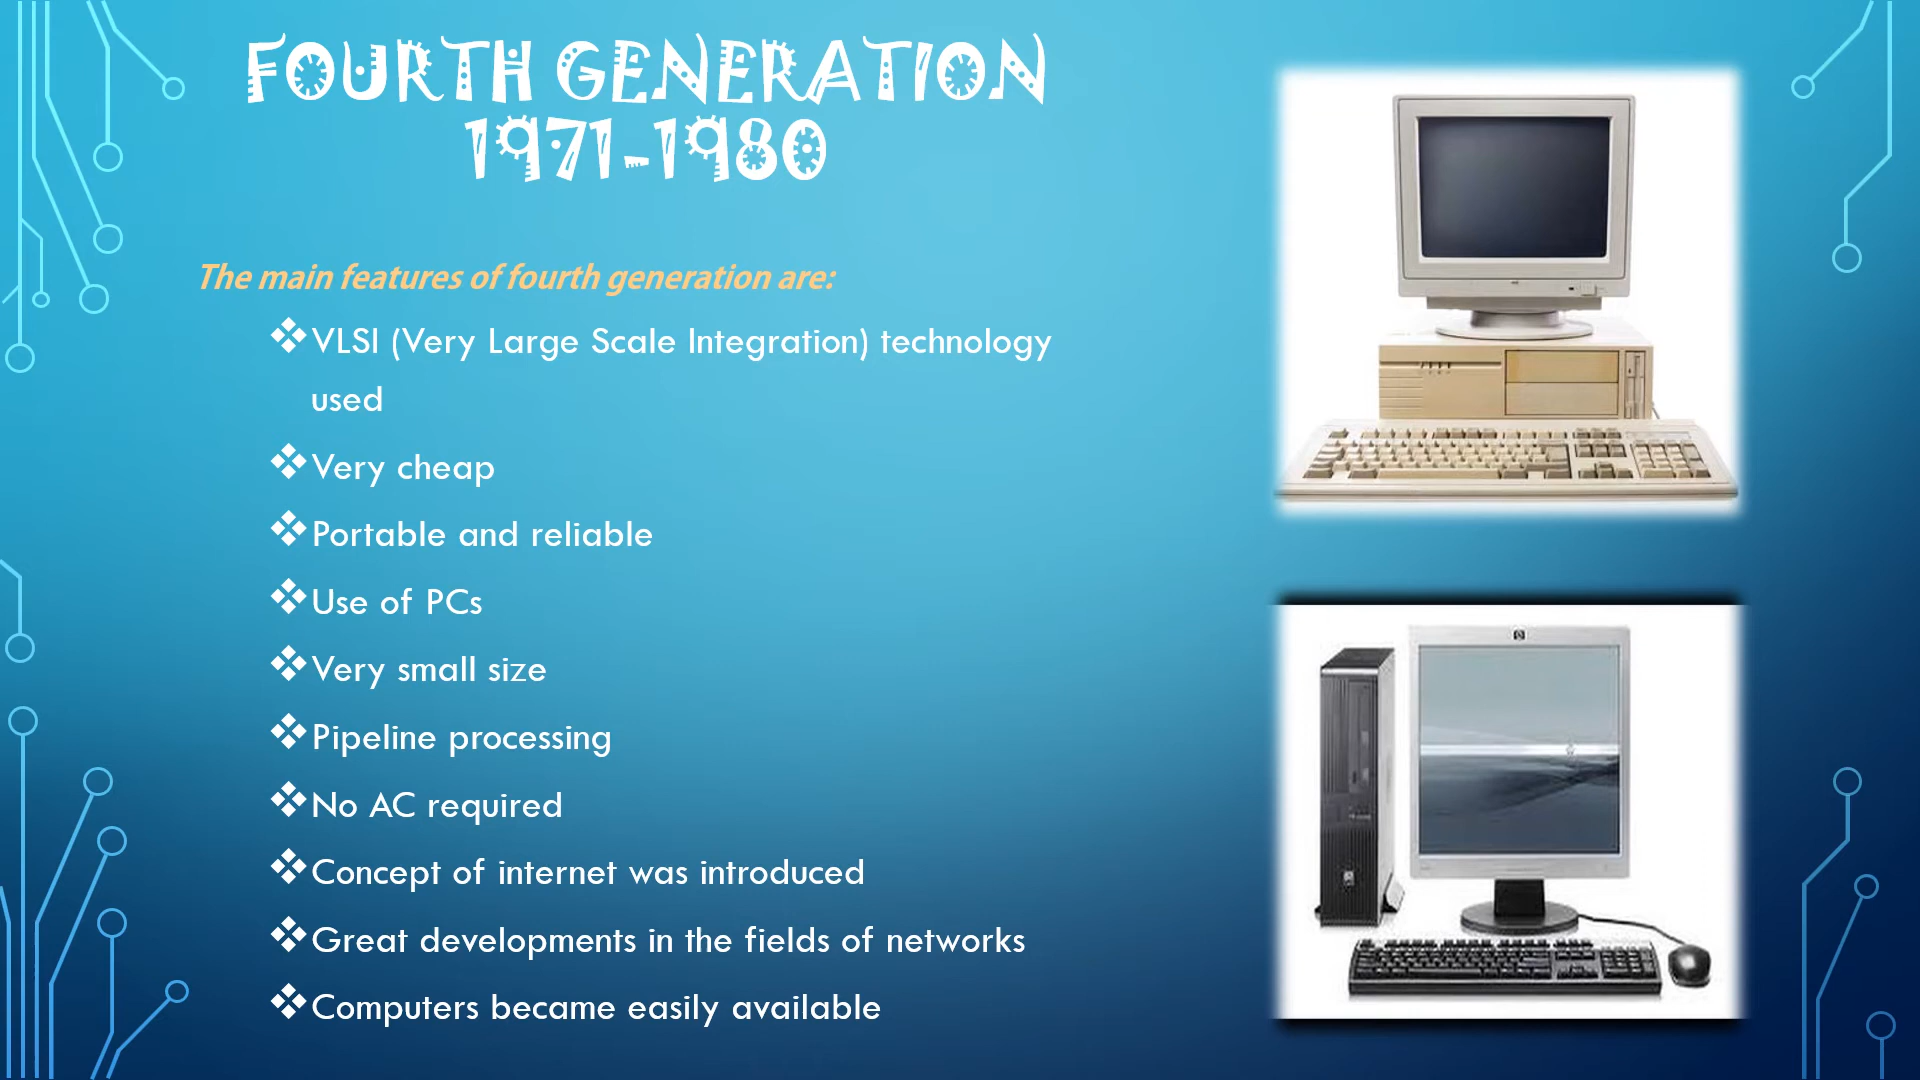 FOURTH GENERATION
1971-1980
The main features of fourth generation are:
❖VLSI (Very Large Scale Integration) technology
used
❖Very cheap
❖Portable and reliable
❖Use of PCs
❖Very small size
❖Pipeline processing
❖No AC required
❖Concept of internet was introduced
❖Great developments in the fields of networks
❖Computers became easily available
hp